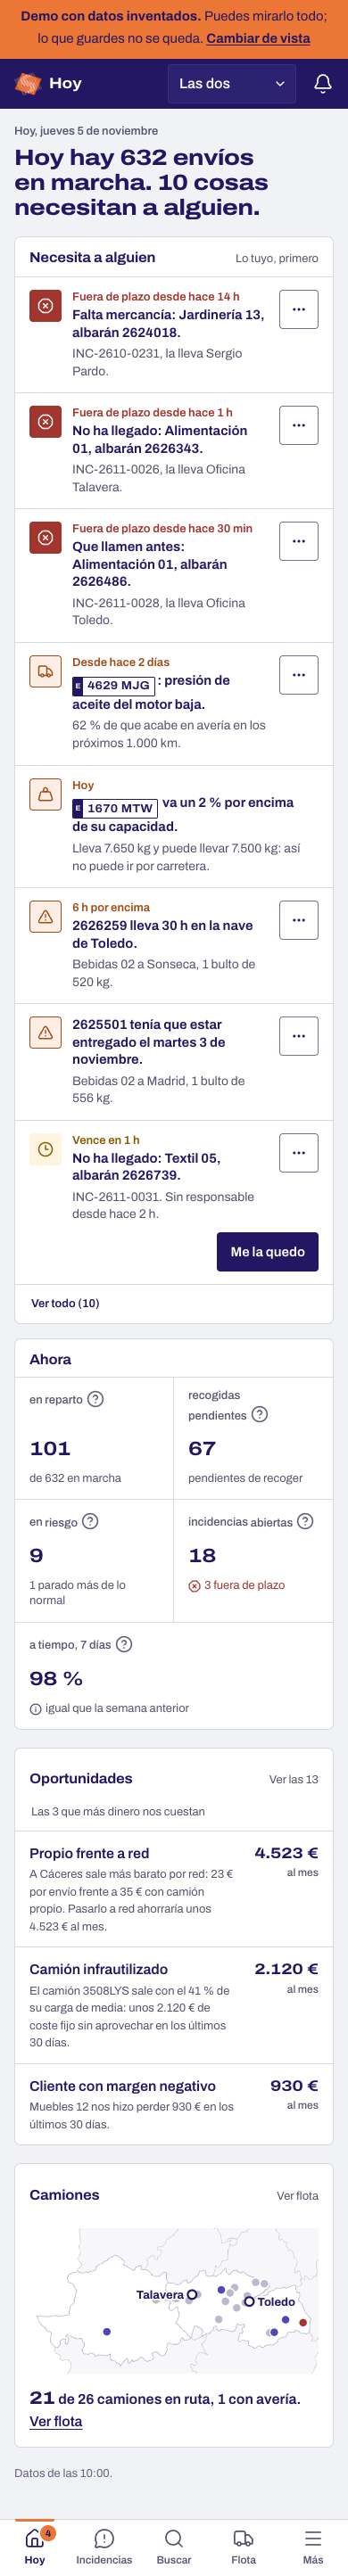 Demo con datos inventados. Puedes mirarlo todo;
lo que guardes no se queda. Cambiar de vista
Hoy
Las dos
Hoy, jueves 5 de noviembre
Hoy hay 632 envíos
en marcha. 10 cosas
necesitan a alguien.
Necesita a alguien
Lo tuyo, primero
Fuera de plazo desde hace 14 h
Falta mercancía: Jardinería 13,
albarán 2624018.
INC-2610-0231, la lleva Sergio
Pardo.
Fuera de plazo desde hace 1 h
No ha llegado: Alimentación
01, albarán 2626343.
INC-2611-0026, la lleva Oficina
Talavera.
Fuera de plazo desde hace 30 min
Que llamen antes:
Alimentación 01, albarán
2626486.
INC-2611-0028, la lleva Oficina
Toledo.
Desde hace 2 días
E 4629 MJG : presión de
aceite del motor baja.
62 % de que acabe en avería en los
próximos 1.000 km.
Hoy
E 1670 MTW va un 2 % por encima
de su capacidad.
Lleva 7.650 kg y puede llevar 7.500 kg: así
no puede ir por carretera.
6 h por encima
2626259 lleva 30 h en la nave
de Toledo.
Bebidas 02 a Sonseca, 1 bulto de
520 kg.
2625501 tenía que estar
entregado el martes 3 de
noviembre.
Bebidas 02 a Madrid, 1 bulto de
556 kg.
Vence en 1 h
No ha llegado: Textil 05,
albarán 2626739.
INC-2611-0031. Sin responsable
desde hace 2 h.
Me la quedo
Ver todo (10)
Ahora
en reparto
101
de 632 en marcha
recogidas
pendientes
67
pendientes de recoger
en riesgo
9
1 parado más de lo
normal
incidencias abiertas
18
3 fuera de plazo
a tiempo, 7 días
98 %
igual que la semana anterior
Oportunidades
Ver las 13
Las 3 que más dinero nos cuestan
Propio frente a red
4.523 €
al mes
A Cáceres sale más barato por red: 23 €
por envío frente a 35 € con camión
propio. Pasarlo a red ahorraría unos
4.523 € al mes.
Camión infrautilizado
2.120 €
al mes
El camión 3508LYS sale con el 41 % de
su carga de media: unos 2.120 € de
coste fijo sin aprovechar en los últimos
30 días.
Cliente con margen negativo
930 €
al mes
Muebles 12 nos hizo perder 930 € en los
últimos 30 días.
Camiones
Ver flota
Talavera
Toledo
21 de 26 camiones en ruta, 1 con avería.
Ver flota
Datos de las 10:00.
4
Hoy
Incidencias
Buscar
Flota
Más